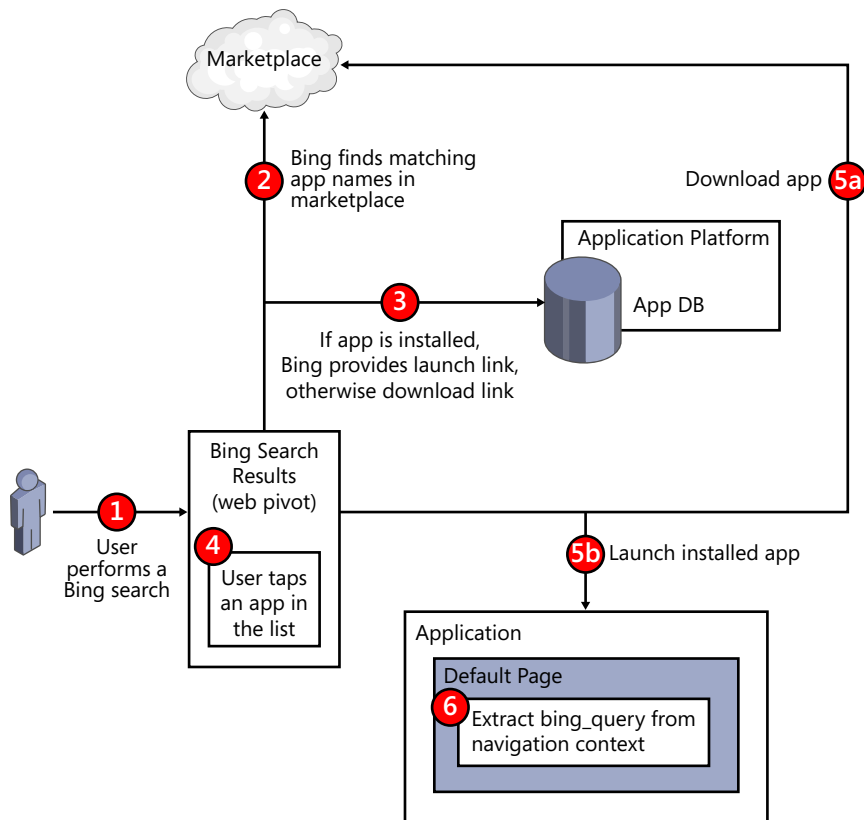 Marketplace
2
Bing finds matching
app names in
marketplace
Download app
5a
Application Platform
App DB
3
If app is installed,
Bing provides launch link,
otherwise download link
Bing Search
Results
(web pivot)
1
User
performs a
Bing search
4
User taps
an app in
the list
5b
Launch installed app
Application
Default Page
6
Extract bing_query from
navigation context